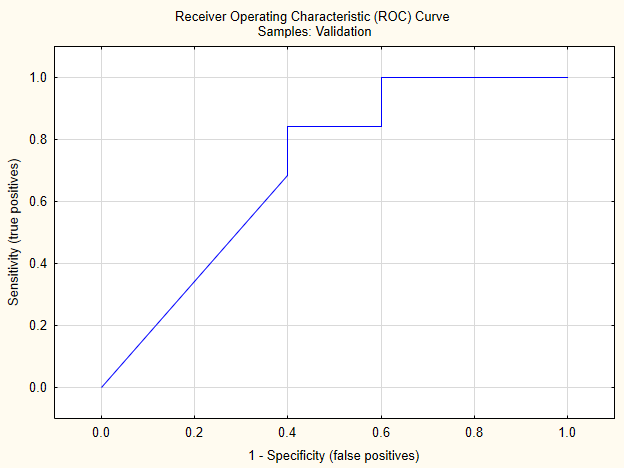 Receiver Operating Characteristic (ROC) Curve
Samples: Validation
1.0
0.8
0.6
0.4
0.2
0.0
Sensitivity (true positives)
0.0 0.2 0.4 0.6 0.8 1.0
1 - Specificity (false positives)